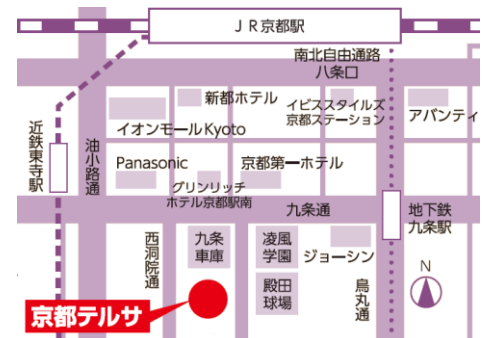 JR京都駅
南北自由通路
八条口
新都ホテル
イビススタイルズ
京都ステーション
アバンティ
イオンモールKyoto
近鉄東寺駅
油小路通
Panasonic
京都第一ホテル
グリンリッチ
ホテル京都駅南
九条通
地下鉄
九条駅
西洞院通
九条
車庫
凌風
学園
ジョーシン
烏丸通
殿田
球場
N
京都テルサ